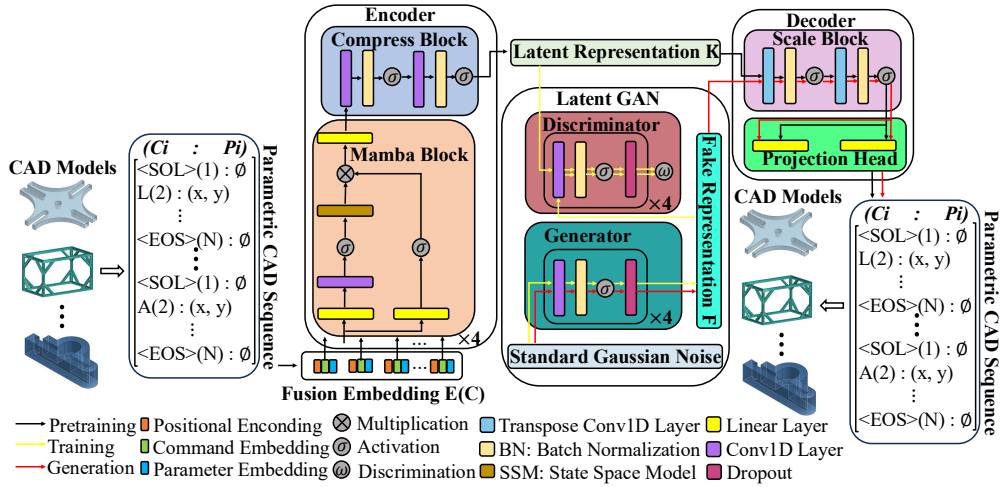 Encoder
Compress Block
σ
σ
Mamba Block
σ
σ
×4
Fusion Embedding E(C)
CAD Models
(Ci : Pi)
<SOL>(1) : ∅
L(2) : (x, y)
⋮
<EOS>(N) : ∅
⋮
<SOL>(1) : ∅
A(2) : (x, y)
⋮
<EOS>(N) : ∅
Parametric CAD Sequence
...
...
Latent Representation K
Latent GAN
Discriminator
σ
ω
×4
Generator
σ
×4
Standard Gaussian Noise
Fake Representation F
Decoder
Scale Block
σ
σ
Projection Head
CAD Models
(Ci : Pi)
<SOL>(1) : ∅
L(2) : (x, y)
⋮
<EOS>(N) : ∅
⋮
<SOL>(1) : ∅
A(2) : (x, y)
⋮
<EOS>(N) : ∅
Parametric CAD Sequence
Pretraining
Training
Generation
Positional Encoding
Command Embedding
Parameter Embedding
Multiplication
σ Activation
ω Discrimination
Transpose Conv1D Layer
BN: Batch Normalization
SSM: State Space Model
Linear Layer
Conv1D Layer
Dropout